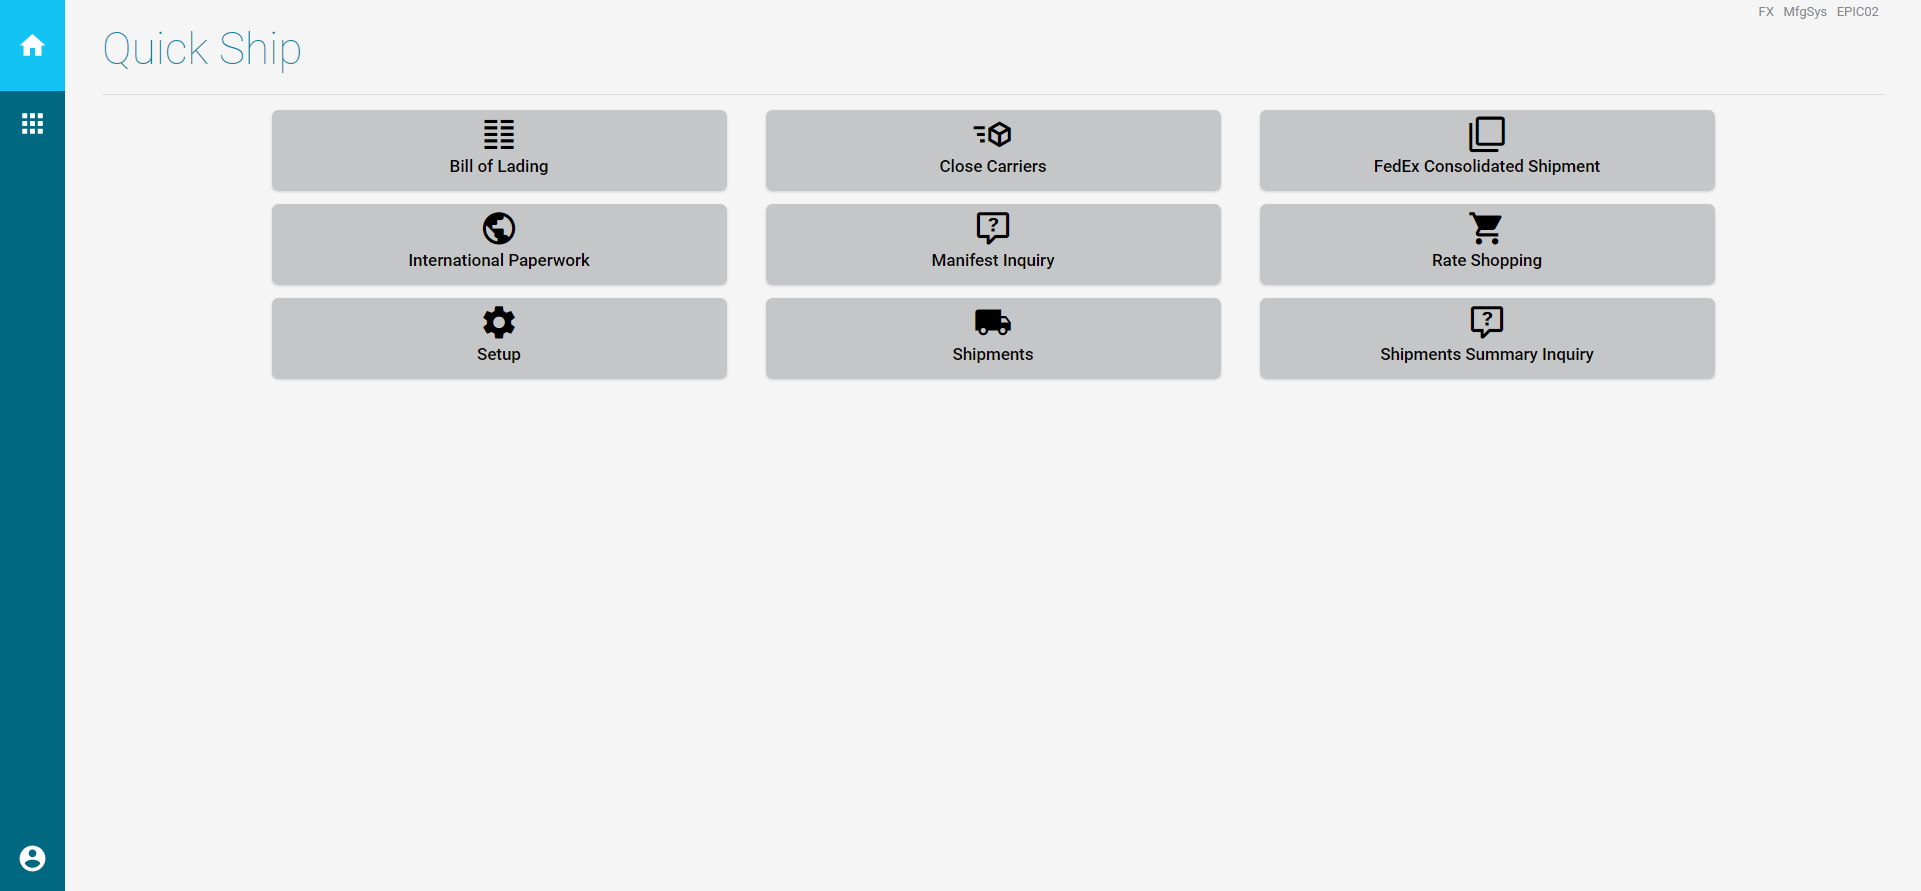 FX MfgSys EPIC02
Quick Ship
Bill of Lading
Close Carriers
FedEx Consolidated Shipment
International Paperwork
Manifest Inquiry
Rate Shopping
Setup
Shipments
Shipments Summary Inquiry